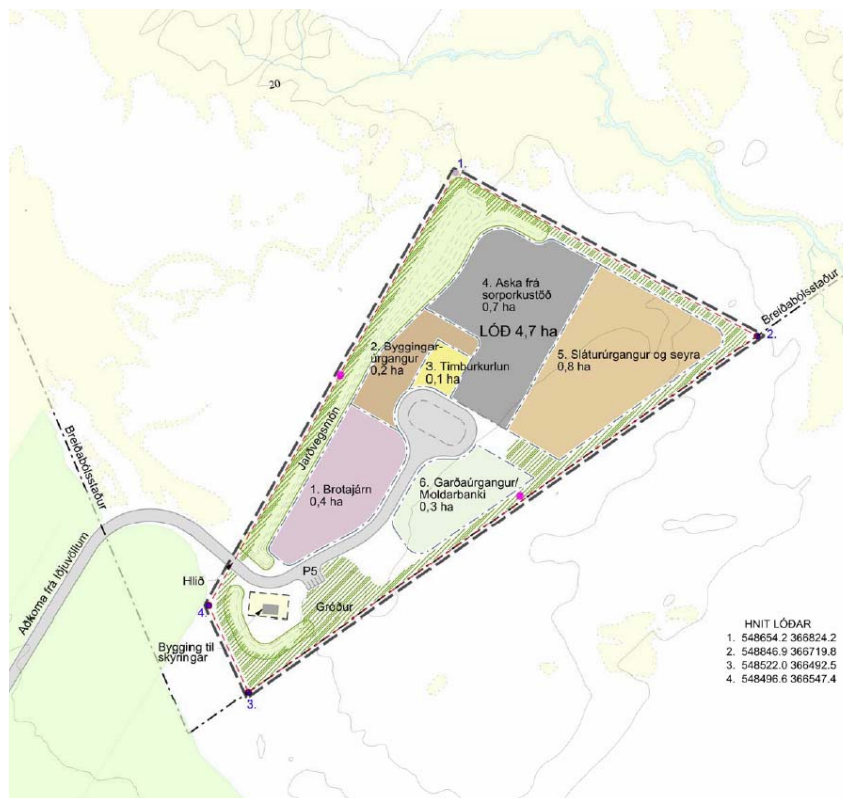 20
1.
Breiðabólsstaður
2.
4. Aska frá
sorporkustöð
0,7 ha
LÓÐ 4,7 ha
2. Byggingar-
úrgangur
0,2 ha
3. Timburkurlun
0,1 ha
5. Sláturúrgangur og seyra
0,8 ha
Jarðvegsmön
Breiðabólsstaður
1. Brotajárn
0,4 ha
6. Garðaúrgangur/
Moldarbanki
0,3 ha
Aðkoma frá Iðjuvöllum
P5
Hlið
4.
Gróður
Bygging til
skýringar
3.
HNIT LÓÐAR
1. 548654.2 366824.2
2. 548846.9 366719.8
3. 548522.0 366492.5
4. 548496.6 366547.4